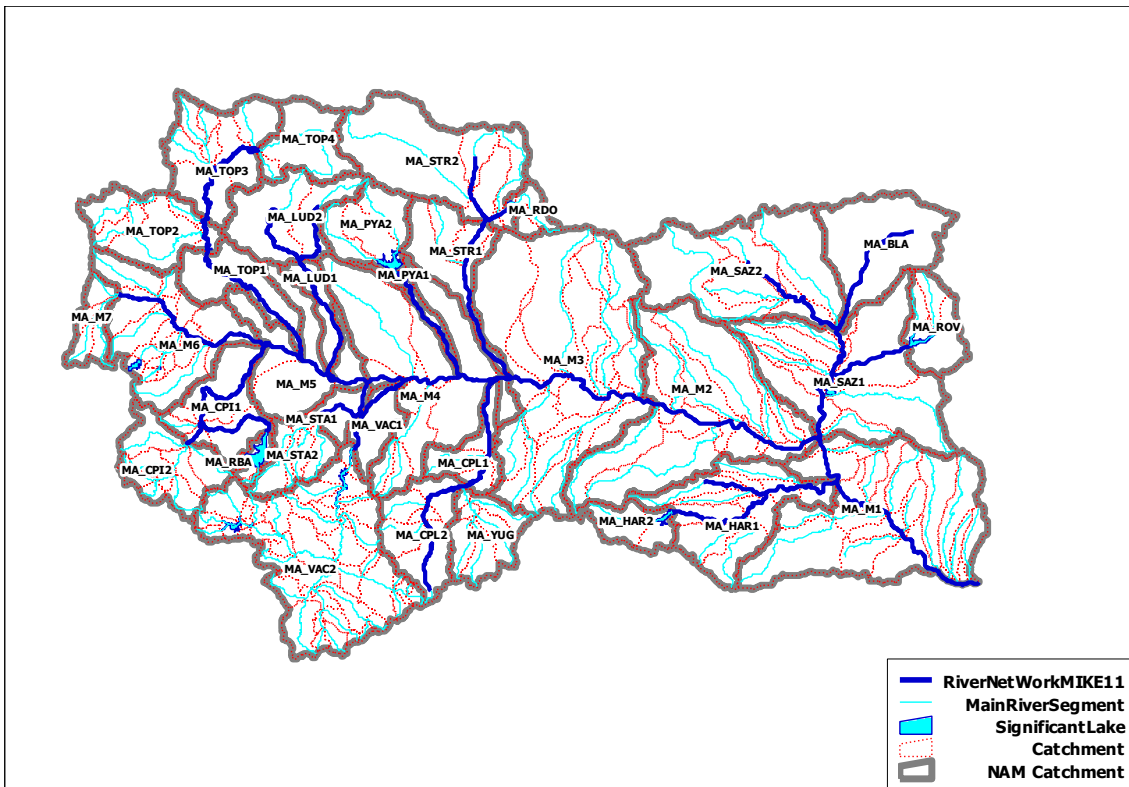 MA_TOP4
MA_STR2
MA_TOP3
MA_RDO
MA_LUD2
MA_PYA2
MA_TOP2
MA_STR1
MA_BLA
MA_TOP1
MA_LUD1
MA_PYA1
MA_SAZ2
MA_M7
MA_ROV
MA_M6
MA_M3
MA_M5
MA_M4
MA_M2
MA_SAZ1
MA_CPI1
MA_STA1
MA_VAC1
MA_CPI2
MA_RBA
MA_STA2
MA_CPL1
MA_M1
MA_HAR2
MA_HAR1
MA_CPL2
MA_YUG
MA_VAC2
RiverNetWorkMIKE11
MainRiverSegment
SignificantLake
Catchment
NAM Catchment